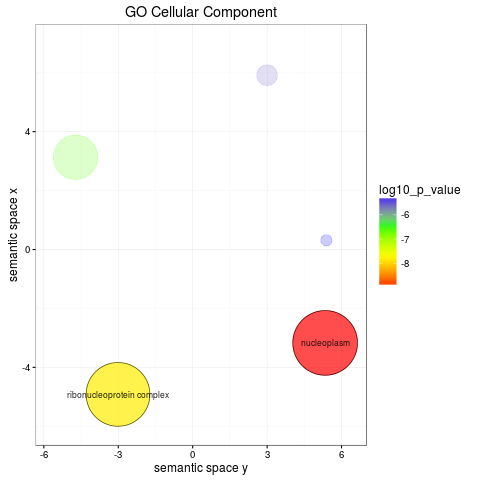 GO Cellular Component
semantic space x
4
0
-4
nucleoplasm
ribonucleoprotein complex
-6
-3
0
3
6
semantic space y
log10_p_value
-6
-7
-8